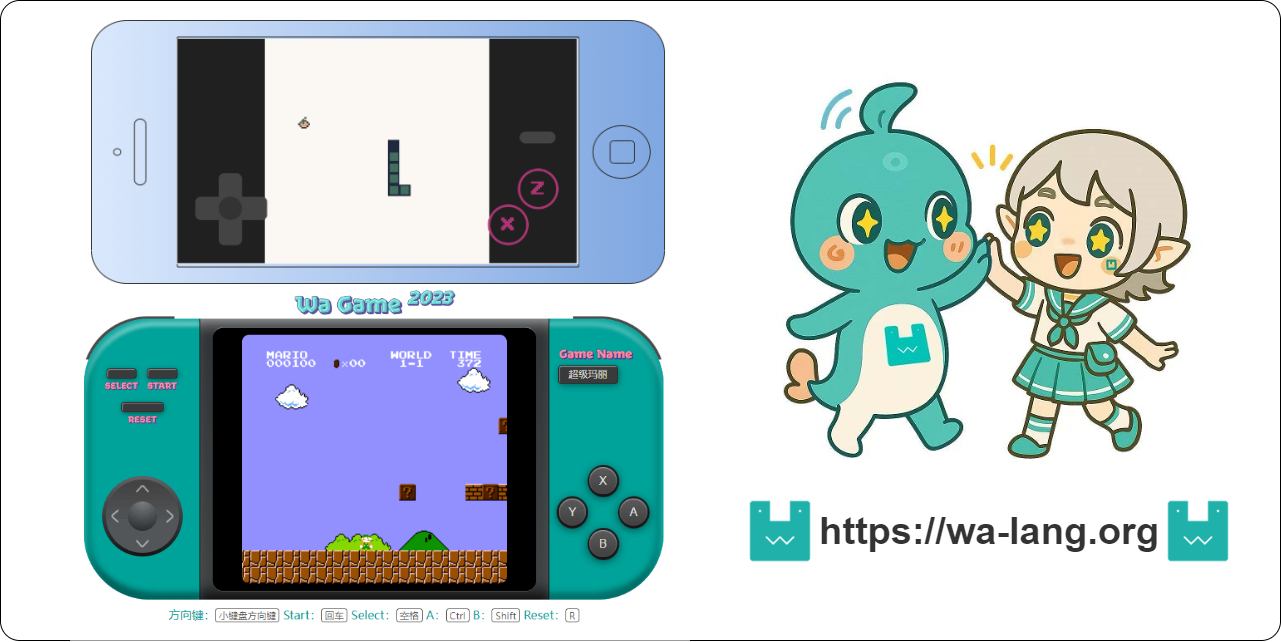 Z
X
Wa Game 2023
MARIO WORLD TIME
000100 ×00 1-1 372
SELECT START
RESET
Game Name
超级玛丽
?
?
?
X
Y A
B
方向键: 小键盘方向键 Start: 回车 Select: 空格 A: Ctrl B: Shift Reset: R
https://wa-lang.org